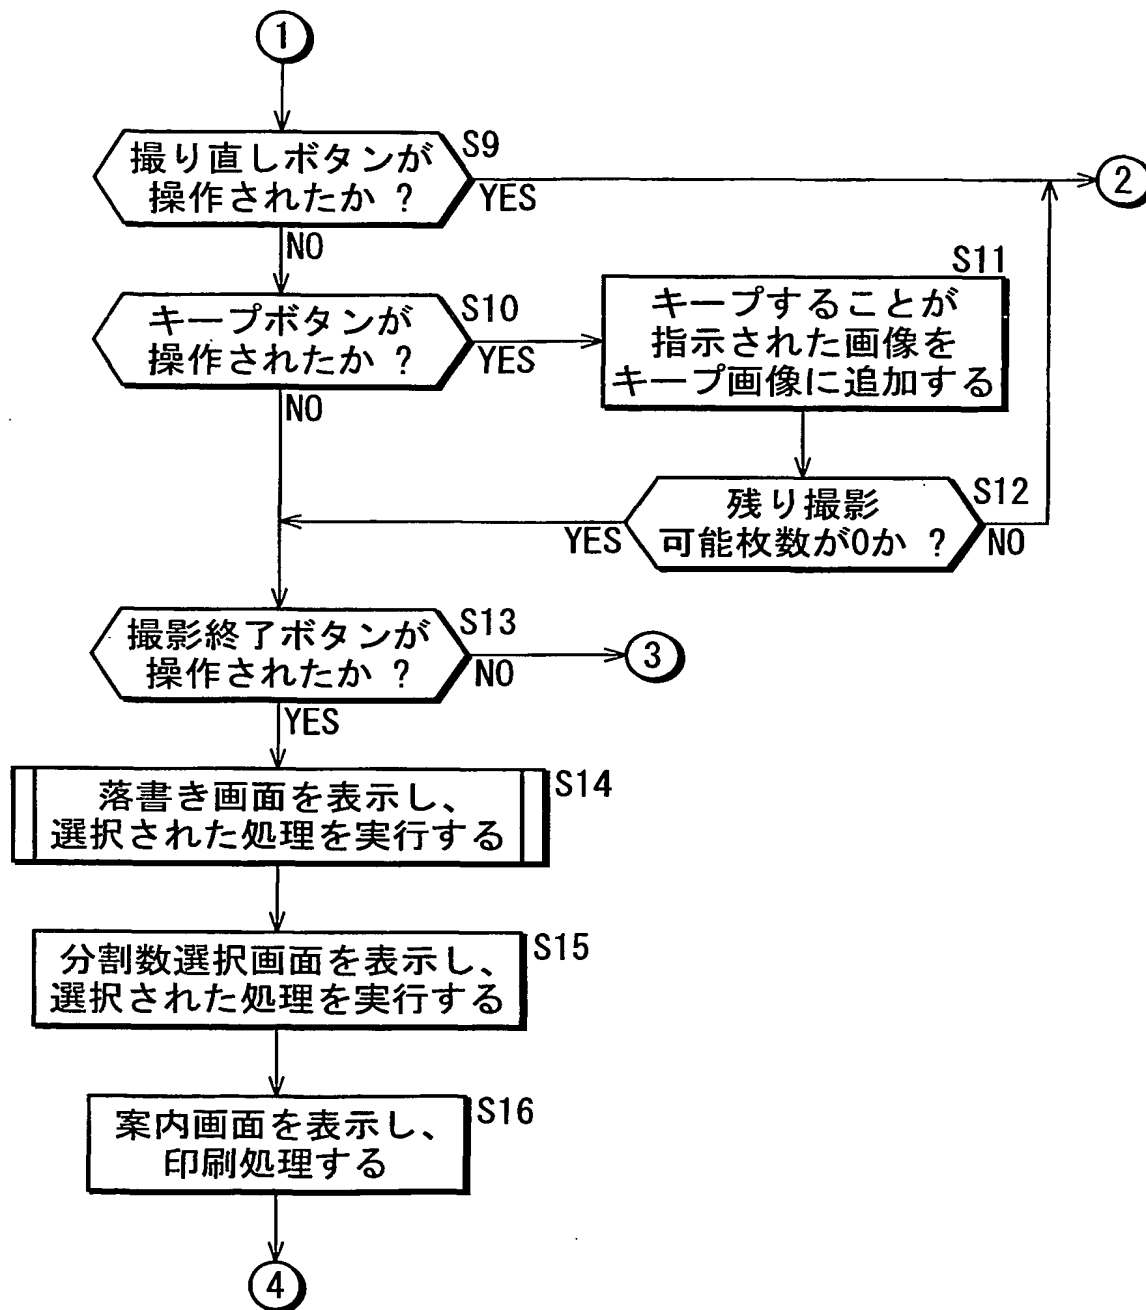 1
撮り直しボタンが
操作されたか ?
S9
YES
2
NO
キープボタンが
操作されたか ?
S10
YES
S11
キープすることが
指示された画像を
キープ画像に追加する
NO
残り撮影
可能枚数が0か ?
S12
YES
NO
撮影終了ボタンが
操作されたか ?
S13
NO
3
YES
落書き画面を表示し、
選択された処理を実行する
S14
分割数選択画面を表示し、
選択された処理を実行する
S15
案内画面を表示し、
印刷処理する
S16
4